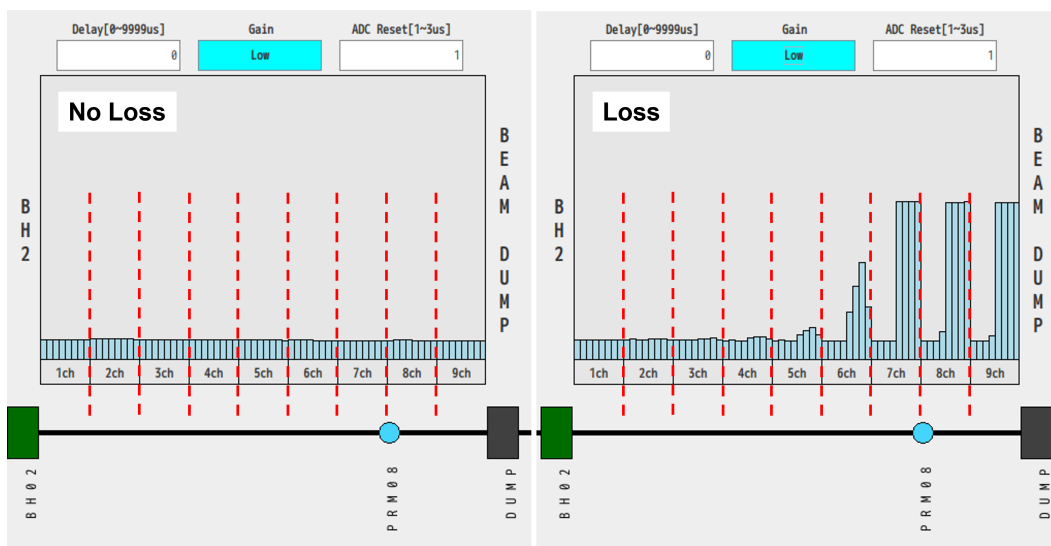 Delay[0~9999us] Gain ADC Reset[1~3us]
0 Low 1
No Loss
BH2
BEAM DUMP
1ch 2ch 3ch 4ch 5ch 6ch 7ch 8ch 9ch
BH02 PRM08 DUMP
Delay[0~9999us] Gain ADC Reset[1~3us]
0 Low 1
Loss
BH2
BEAM DUMP
1ch 2ch 3ch 4ch 5ch 6ch 7ch 8ch 9ch
BH02 PRM08 DUMP